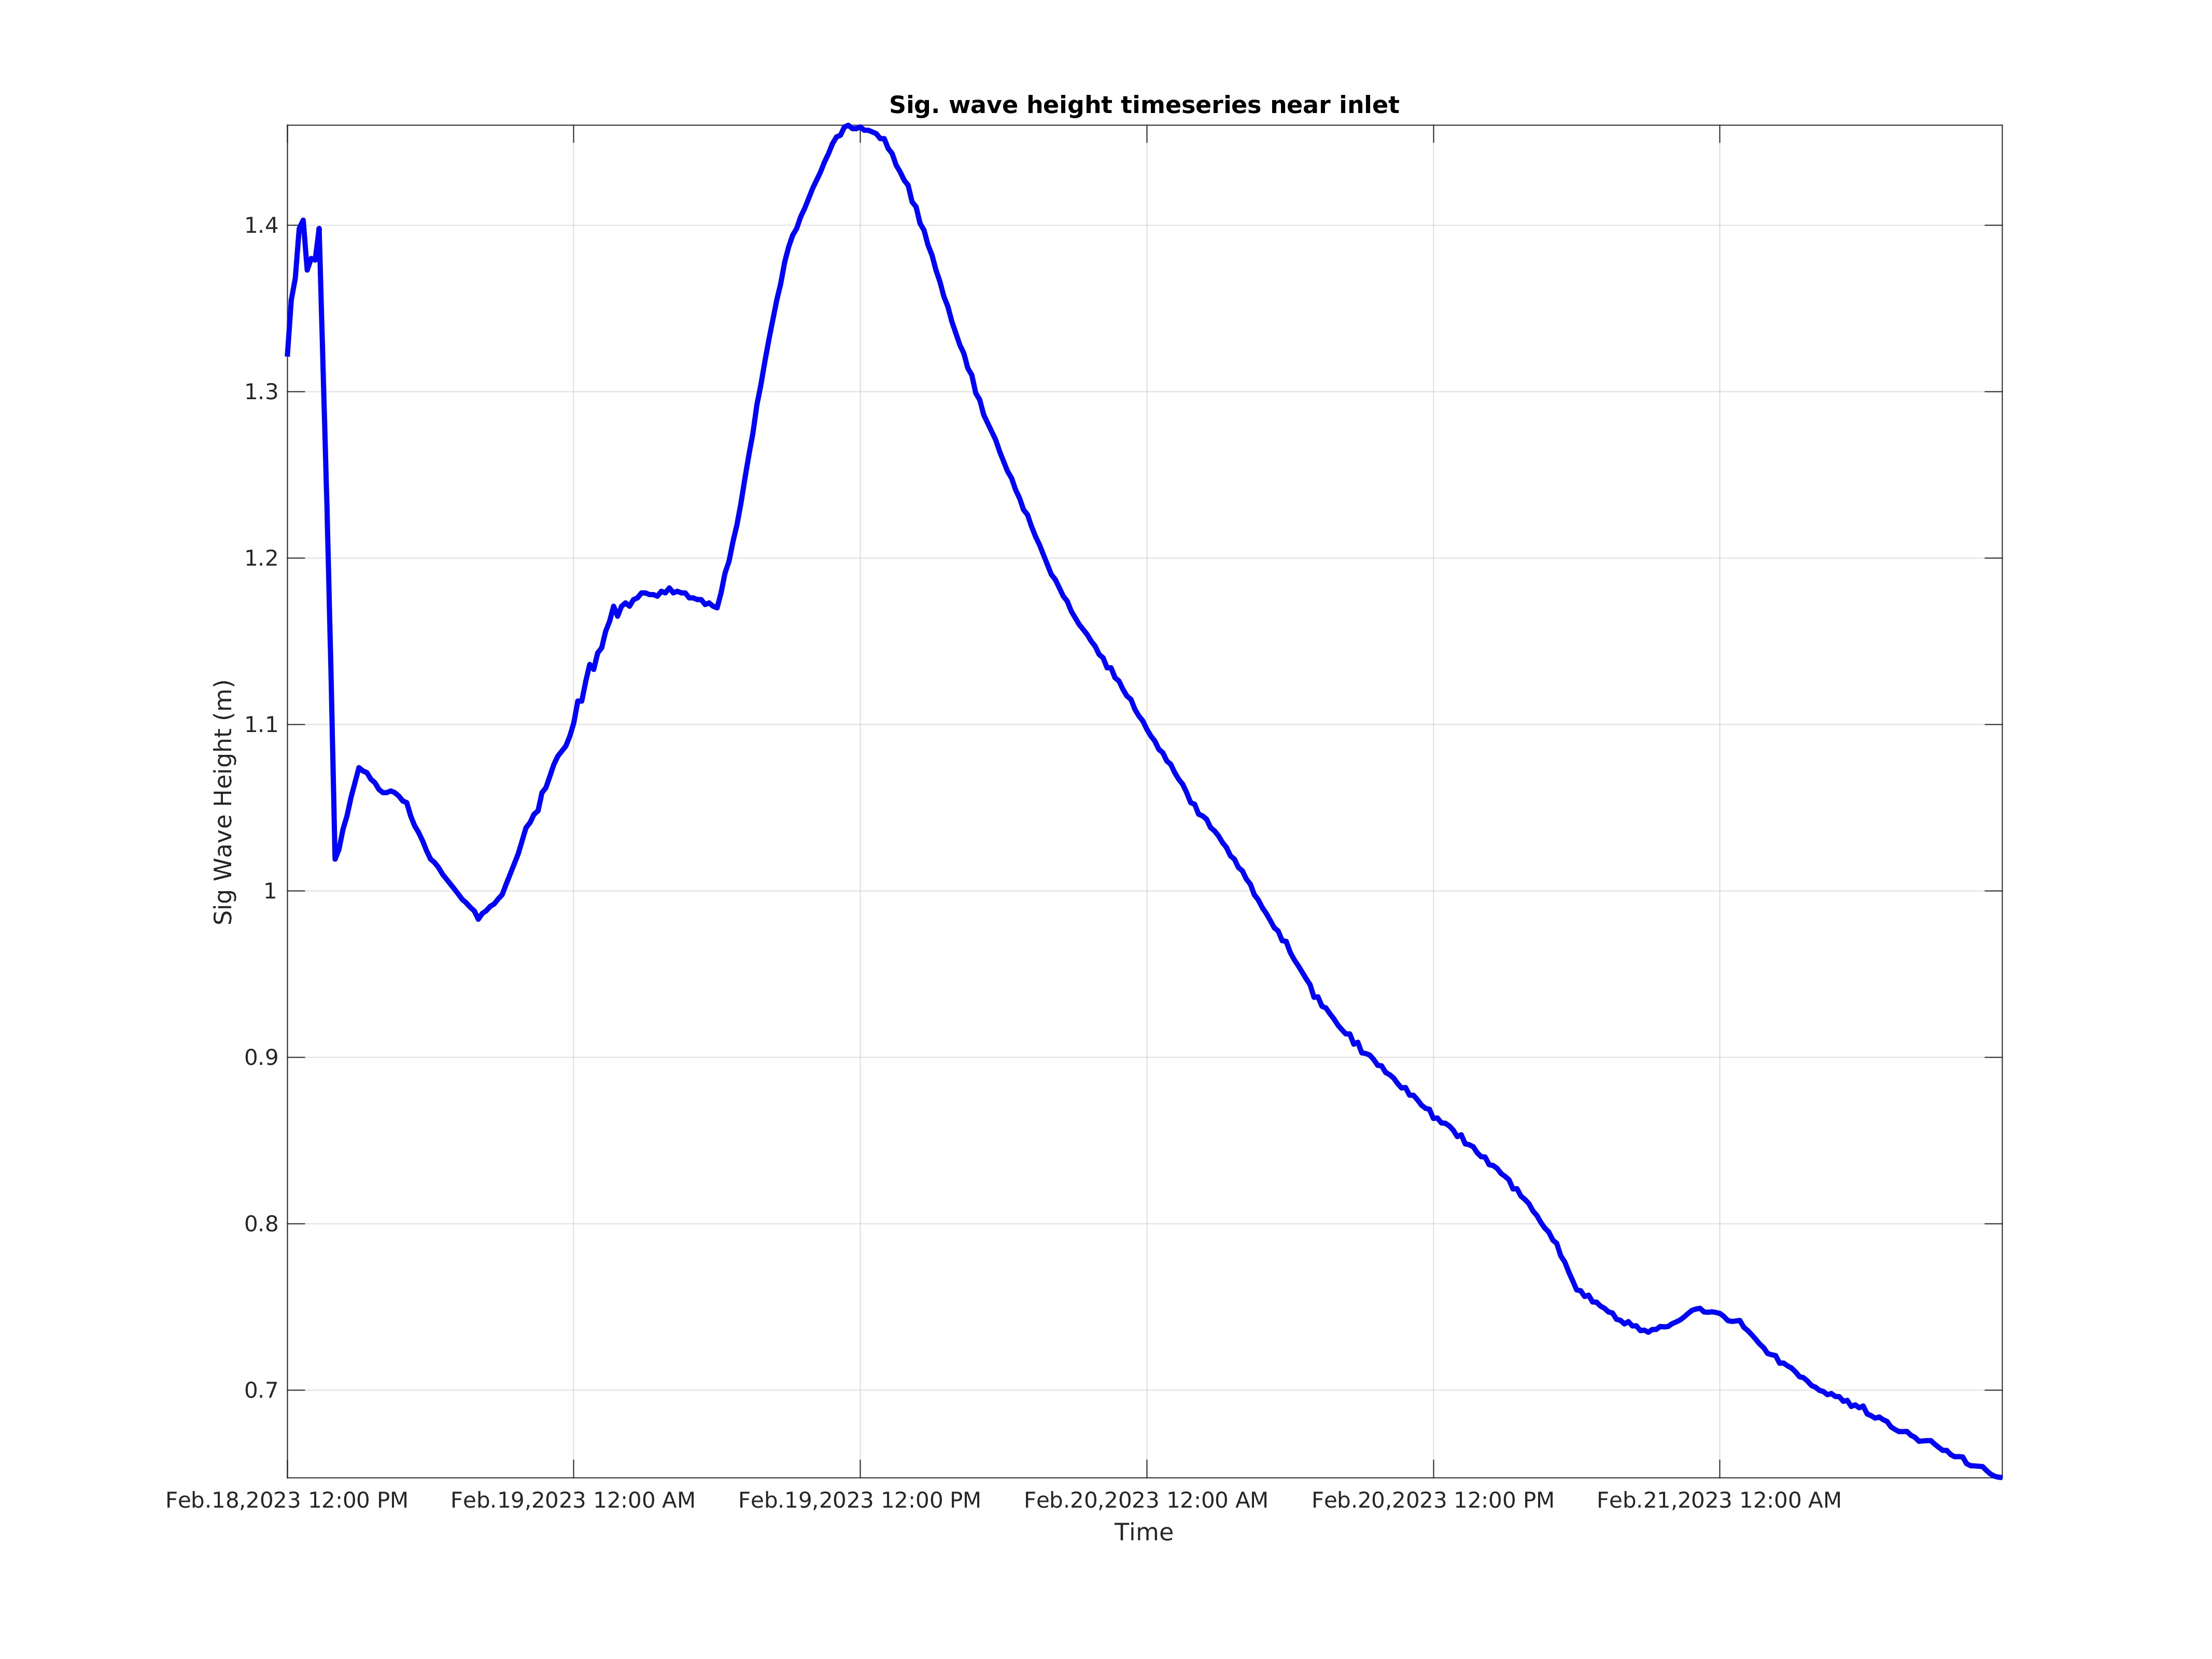 Sig. wave height timeseries near inlet
1.4
1.3
1.2
1.1
1
0.9
0.8
0.7
Sig Wave Height (m)
Feb.18,2023 12:00 PM
Feb.19,2023 12:00 AM
Feb.19,2023 12:00 PM
Feb.20,2023 12:00 AM
Feb.20,2023 12:00 PM
Feb.21,2023 12:00 AM
Time